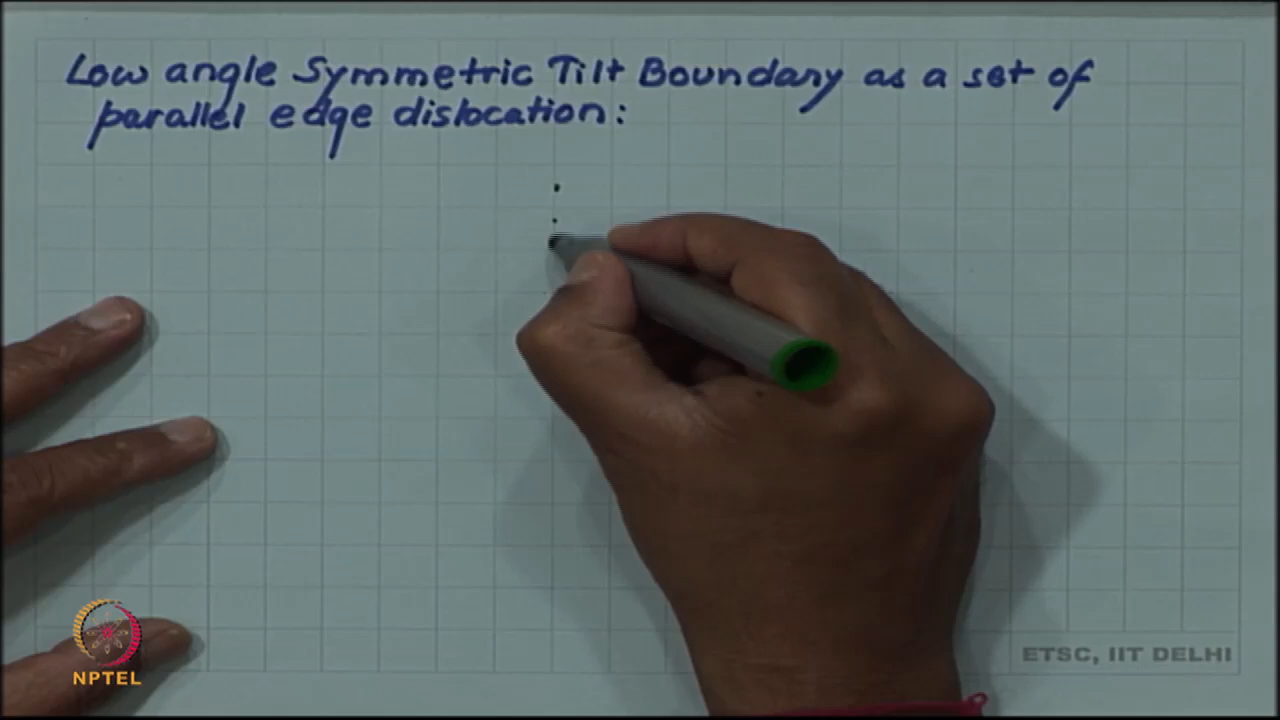 Low angle Symmetric Tilt Boundary as a set of
parallel edge dislocation:
NPTEL
ETSC, IIT DELHI